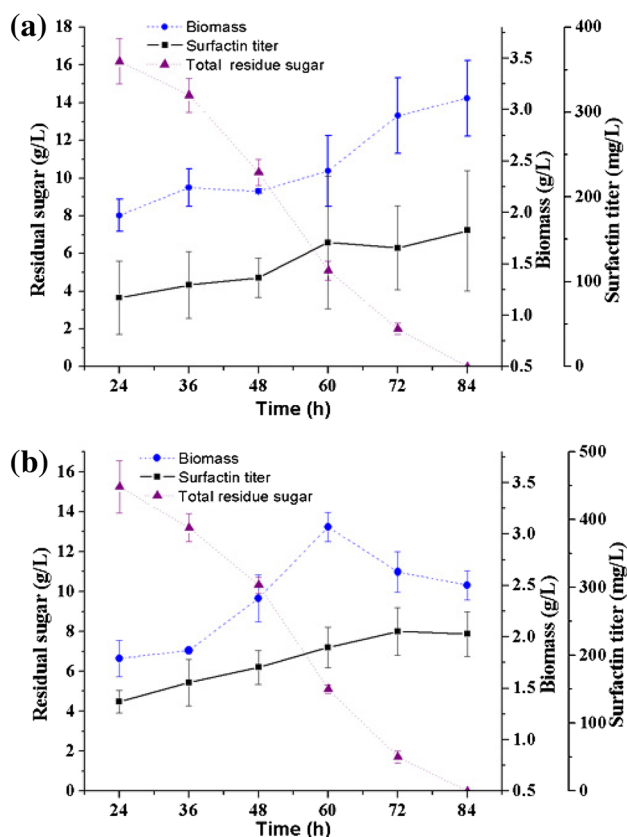 (a)
Biomass
Surfactin titer
Total residue sugar
18
16
14
12
10
8
6
4
2
0
Residual sugar (g/L)
3.5
3.0
2.5
2.0
1.5
1.0
0.5
Biomass (g/L)
400
300
200
100
0
Surfactin titer (mg/L)
24 36 48 60 72 84
Time (h)
(b)
Biomass
Surfactin titer
Total residue sugar
16
14
12
10
8
6
4
2
0
Residual sugar (g/L)
3.5
3.0
2.5
2.0
1.5
1.0
0.5
Biomass (g/L)
500
400
300
200
100
0
Surfactin titer (mg/L)
24 36 48 60 72 84
Time (h)